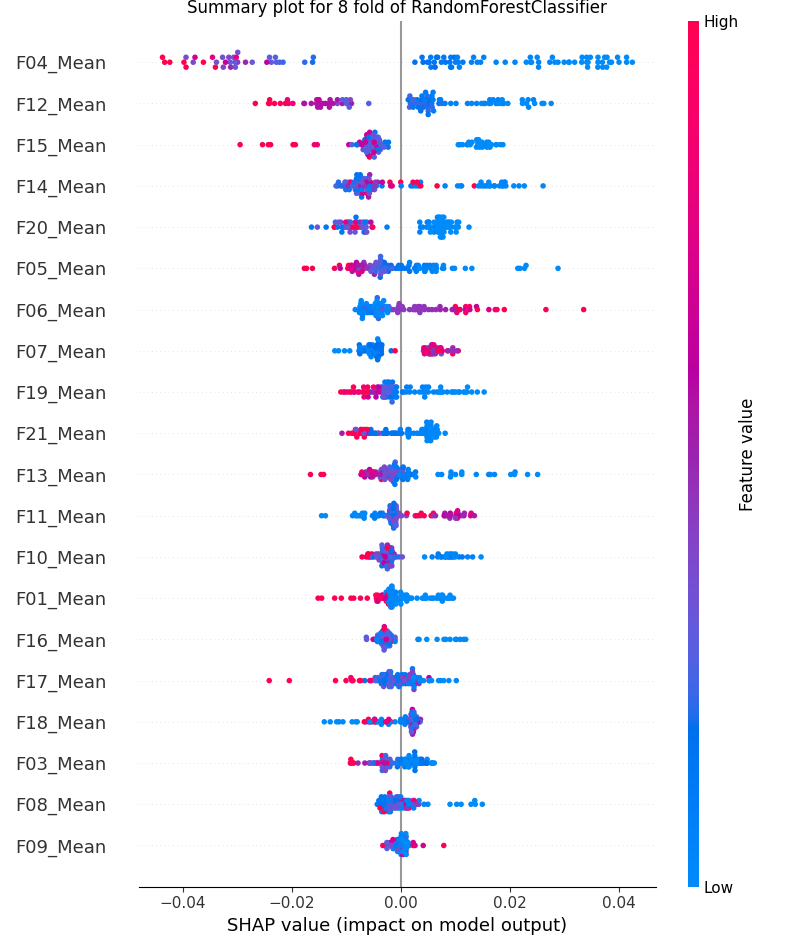 Summary plot for 8 fold of RandomForestClassifier
High
F04_Mean
F12_Mean
F15_Mean
F14_Mean
F20_Mean
F05_Mean
F06_Mean
F07_Mean
F19_Mean
F21_Mean
F13_Mean
F11_Mean
F10_Mean
F01_Mean
F16_Mean
F17_Mean
F18_Mean
F03_Mean
F08_Mean
F09_Mean
Feature value
Low
−0.04 −0.02 0.00 0.02 0.04
SHAP value (impact on model output)